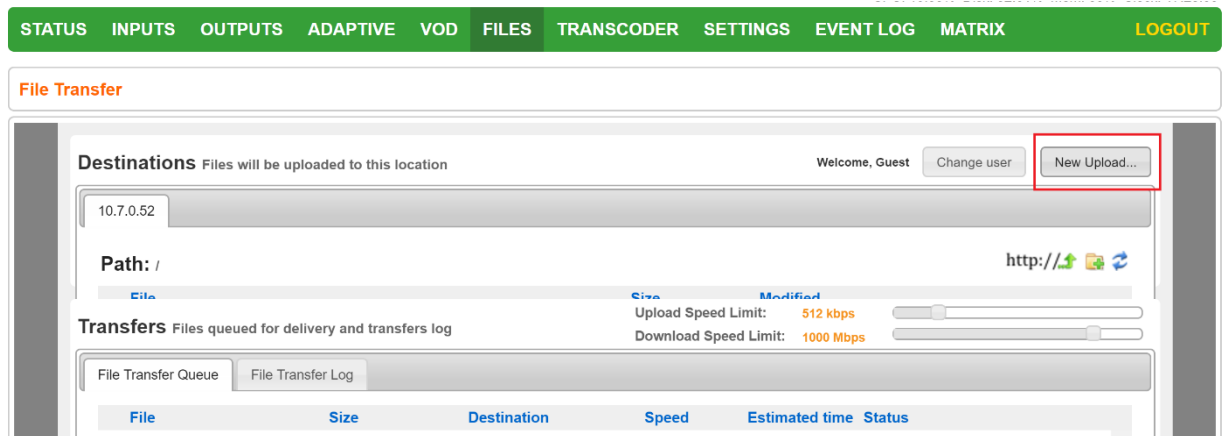 STATUS INPUTS OUTPUTS ADAPTIVE VOD FILES TRANSCODER SETTINGS EVENT LOG MATRIX LOGOUT
File Transfer
Destinations Files will be uploaded to this location Welcome, Guest Change user New Upload...
10.7.0.52
Path: / http://
File Size Modified
Upload Speed Limit: 512 kbps
Transfers Files queued for delivery and transfers log
Download Speed Limit: 1000 Mbps
File Transfer Queue File Transfer Log
File Size Destination Speed Estimated time Status